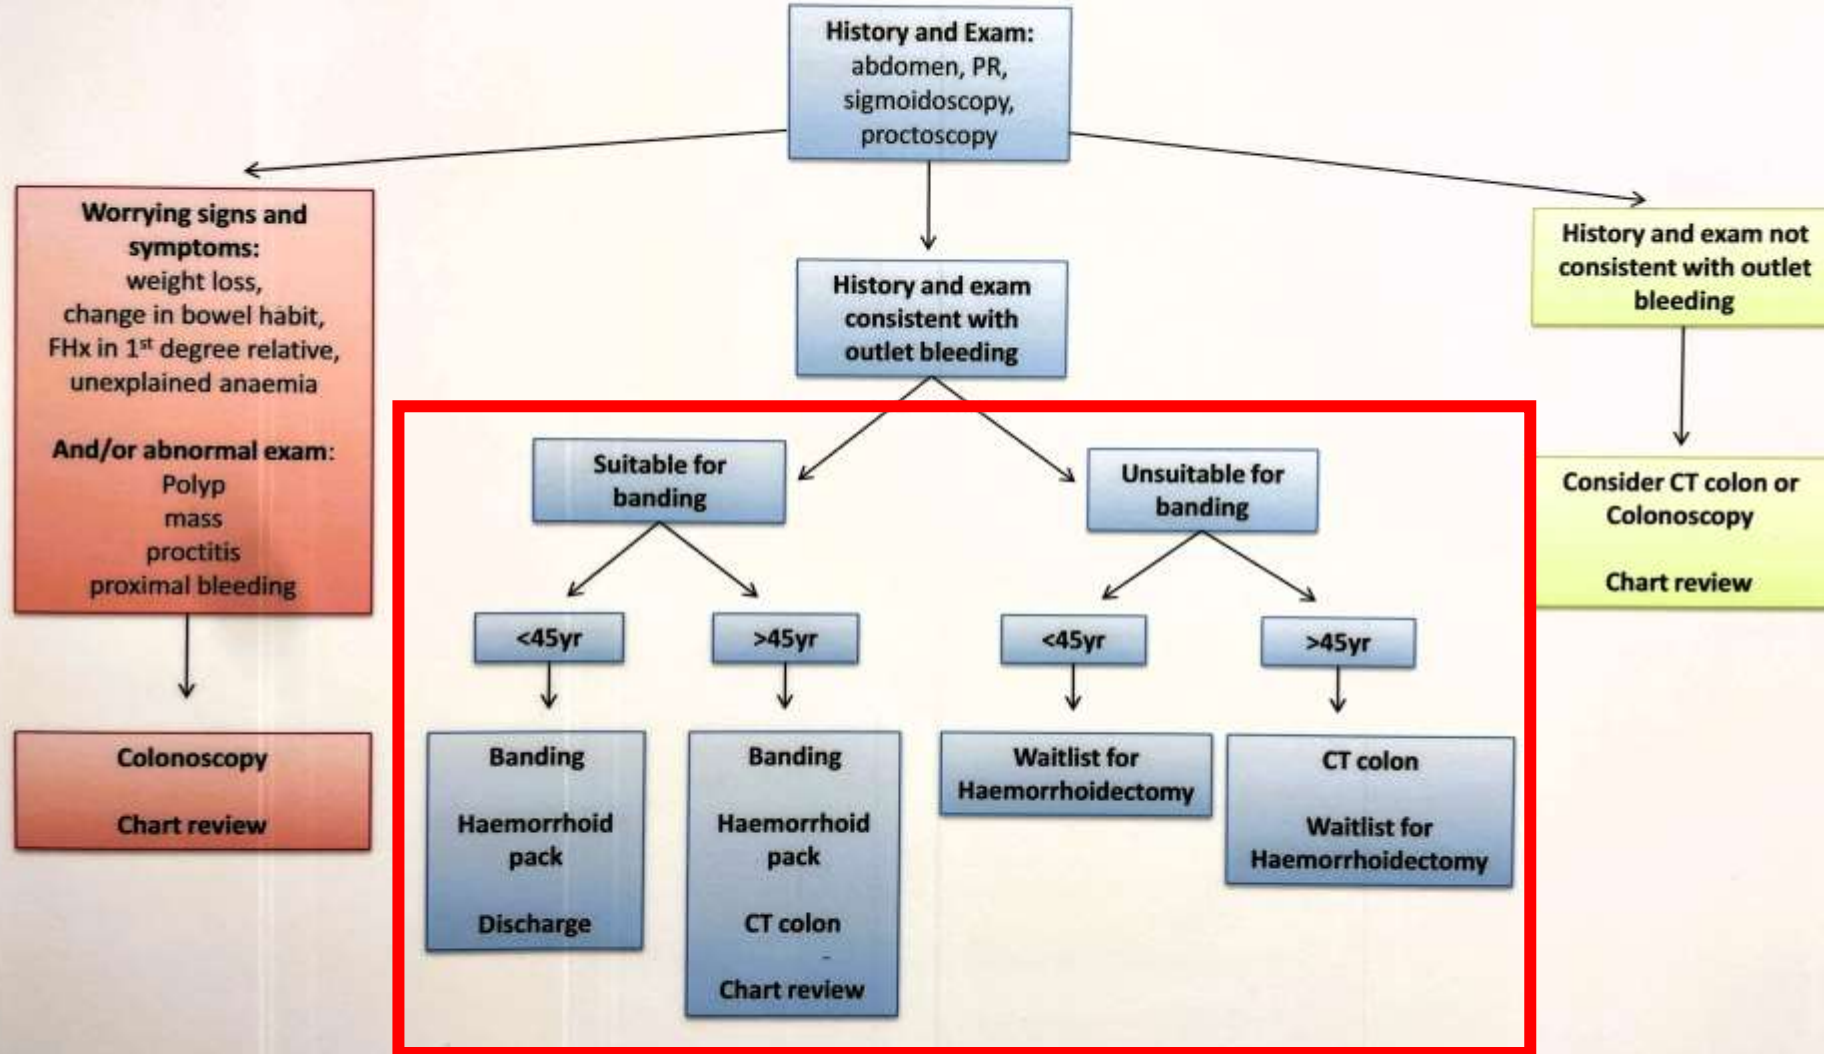 History and Exam:
abdomen, PR,
sigmoidoscopy,
proctoscopy
Worrying signs and
symptoms:
weight loss,
change in bowel habit,
FHx in 1st degree relative,
unexplained anaemia
And/or abnormal exam:
Polyp
mass
proctitis
proximal bleeding
Colonoscopy
Chart review
History and exam
consistent with
outlet bleeding
Suitable for
banding
<45yr
Banding
Haemorrhoid
pack
Discharge
>45yr
Banding
Haemorrhoid
pack
CT colon
Chart review
Unsuitable for
banding
<45yr
Waitlist for
Haemorrhoidectomy
>45yr
CT colon
Waitlist for
Haemorrhoidectomy
History and exam not
consistent with outlet
bleeding
Consider CT colon or
Colonoscopy
Chart review